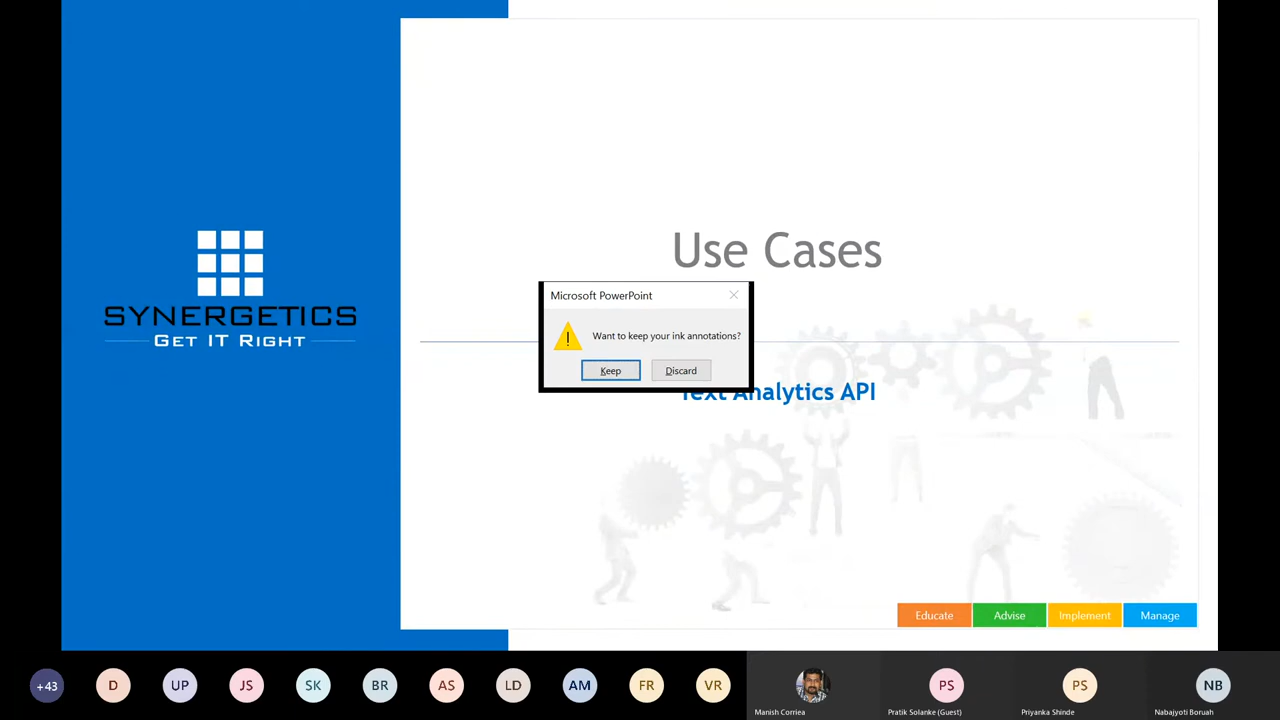 SYNERGETICS
GET IT RIGHT
Use Cases
Microsoft PowerPoint
Want to keep your ink annotations?
Keep
Discard
Text Analytics API
Educate
Advise
Implement
Manage
+43
D
UP
JS
SK
BR
AS
LD
AM
FR
VR
PS
PS
NB
Manish Corriea
Pratik Solanke (Guest)
Priyanka Shinde
Nabajyoti Boruah